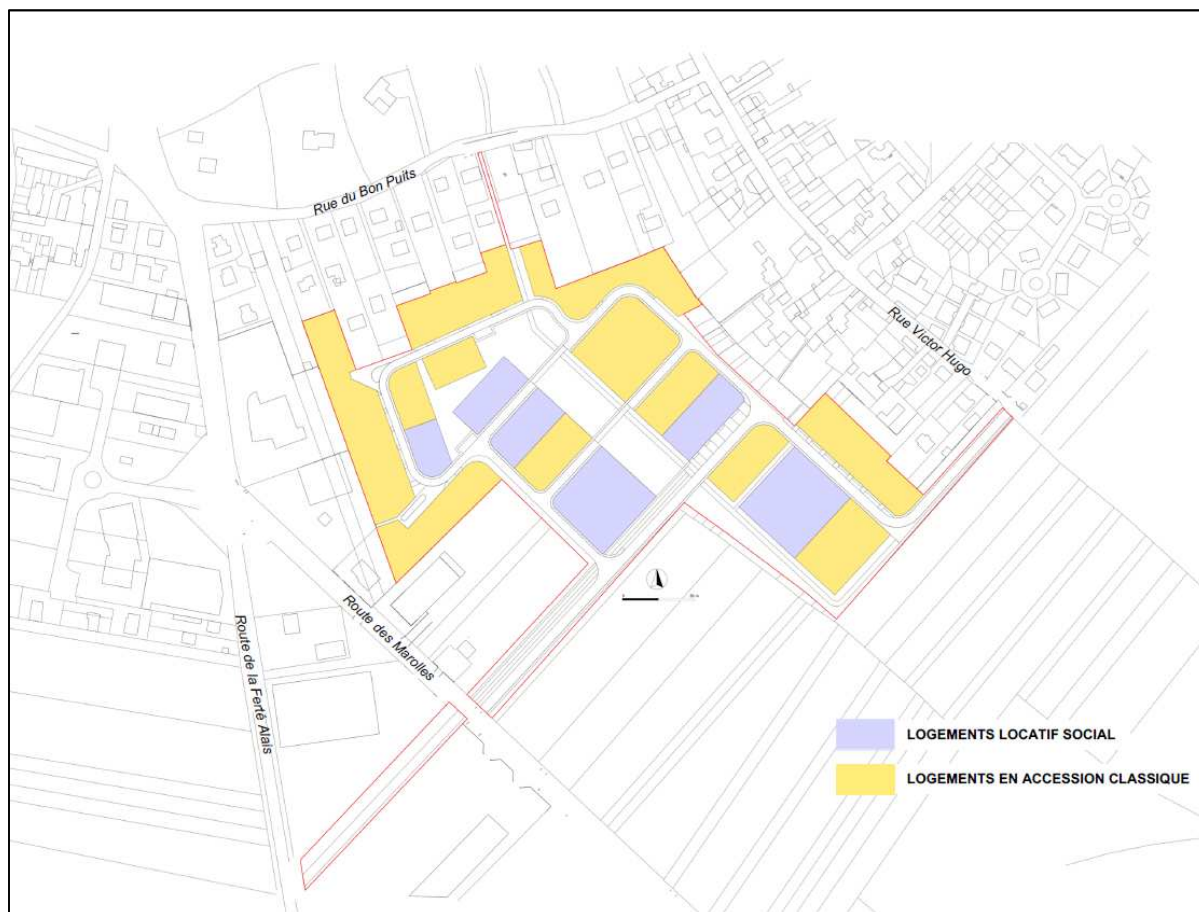 Rue du Bon Puits
Rue Victor Hugo
Route des Marolles
Route de la Ferté Alais
LOGEMENTS LOCATIF SOCIAL
LOGEMENTS EN ACCESSION CLASSIQUE